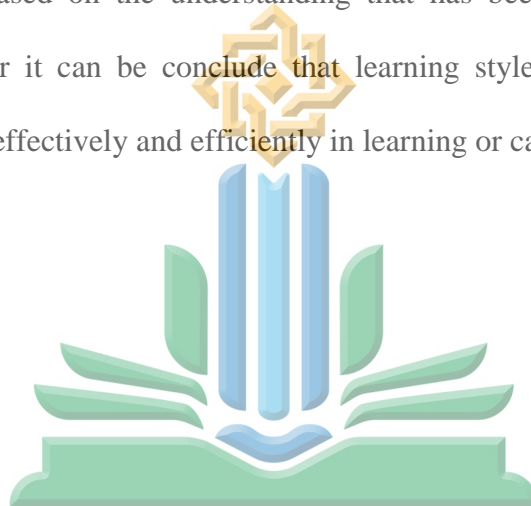 ased on the understanding that has bee
r it can be conclude that learning style
effectively and efficiently in learning or ca